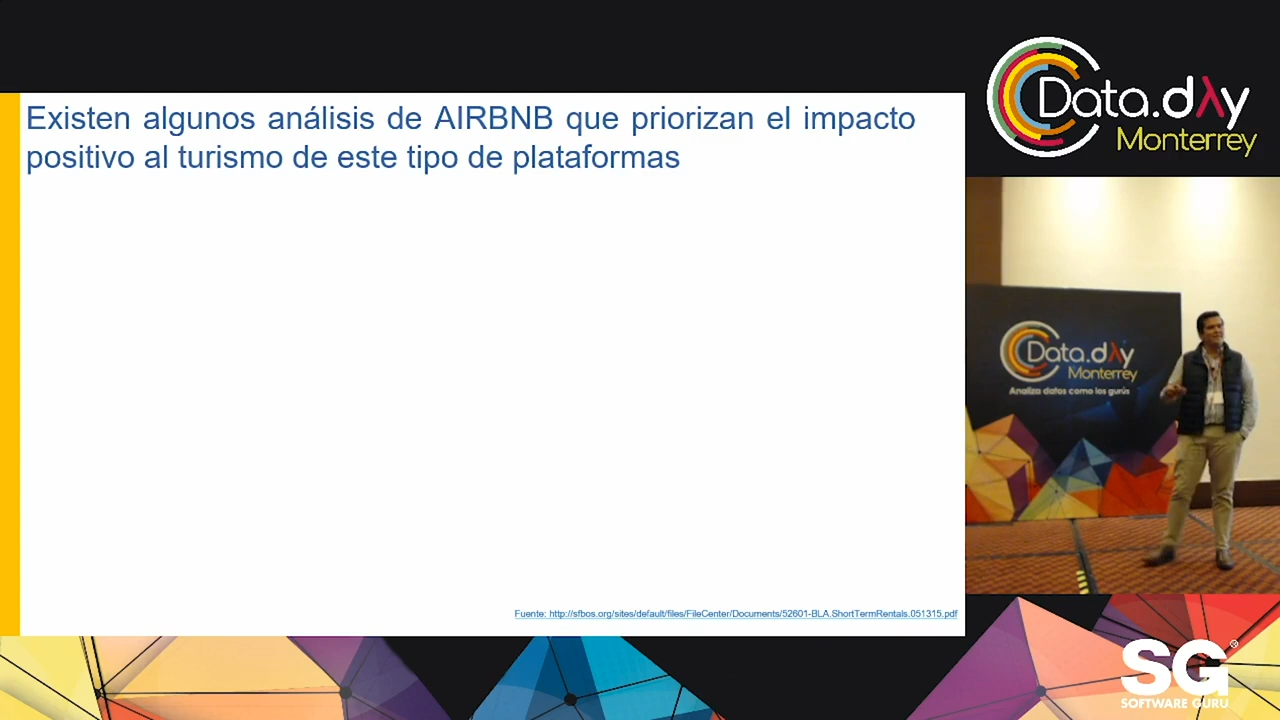 Existen algunos análisis de AIRBNB que priorizan el impacto
positivo al turismo de este tipo de plataformas
Fuente: http://sfbos.org/sites/default/files/FileCenter/Documents/52601-BLA.ShortTermRentals.051315.pdf
Data.dλy
Monterrey
Data.dλy
Monterrey
Analiza datos como los gurús
SG®
SOFTWARE GURU